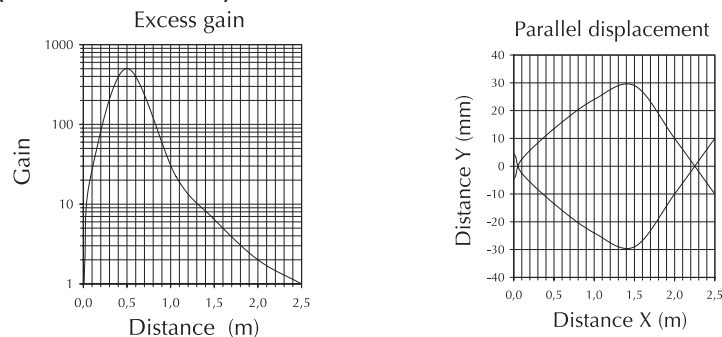 Excess gain
1000
100
10
1
Gain
0,0 0,5 1,0 1,5 2,0 2,5
Distance (m)
Parallel displacement
40
30
20
10
0
-10
-20
-30
-40
Distance Y (mm)
0,0 0,5 1,0 1,5 2,0 2,5
Distance X (m)